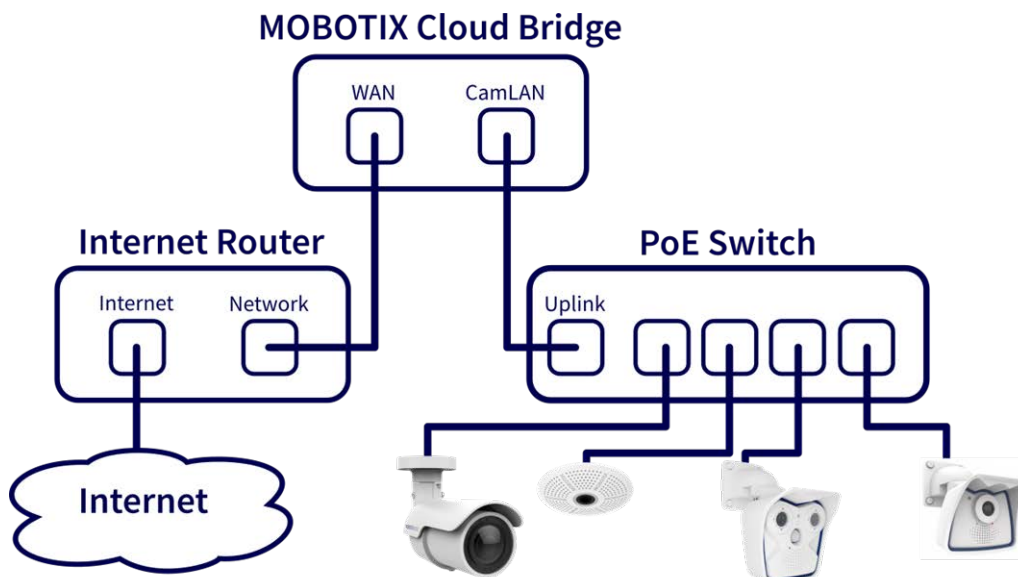 MOBOTIX Cloud Bridge
WAN
CamLAN
Internet Router
PoE Switch
Internet
Network
Uplink
Internet